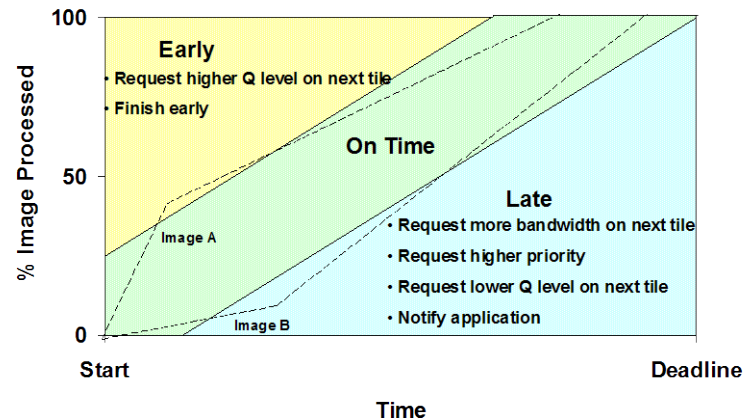 100
Early
• Request higher Q level on next tile
• Finish early
On Time
50
% Image Processed
Late
Image A
• Request more bandwidth on next tile
• Request higher priority
• Request lower Q level on next tile
Image B
• Notify application
0
Start
Deadline
Time